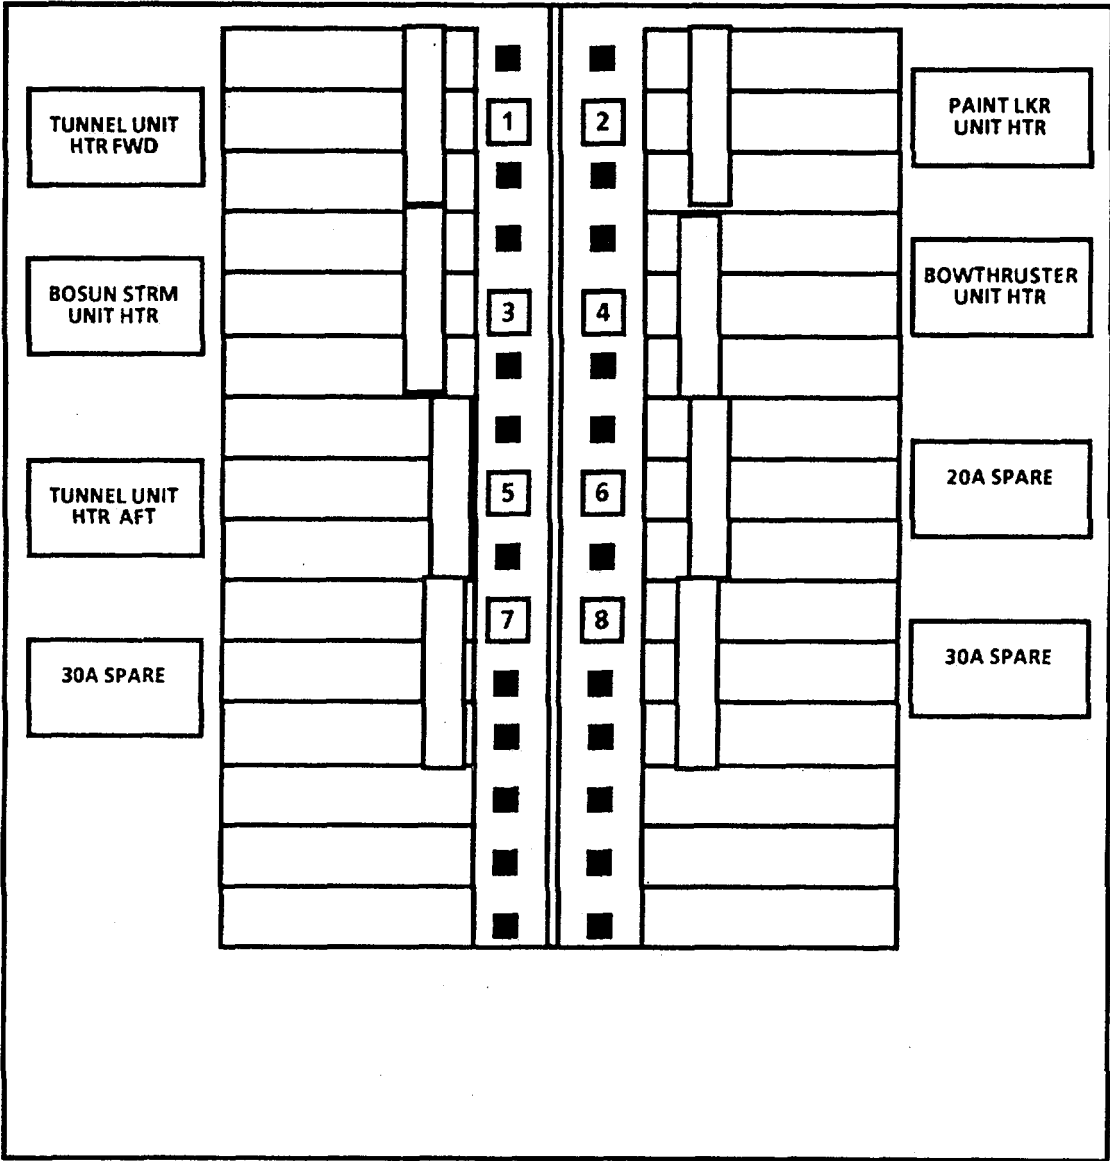 TUNNEL UNIT
HTR FWD
1
2
PAINT LKR
UNIT HTR
BOSUN STRM
UNIT HTR
3
4
BOWTHRUSTER
UNIT HTR
TUNNEL UNIT
HTR AFT
5
6
20A SPARE
30A SPARE
7
8
30A SPARE